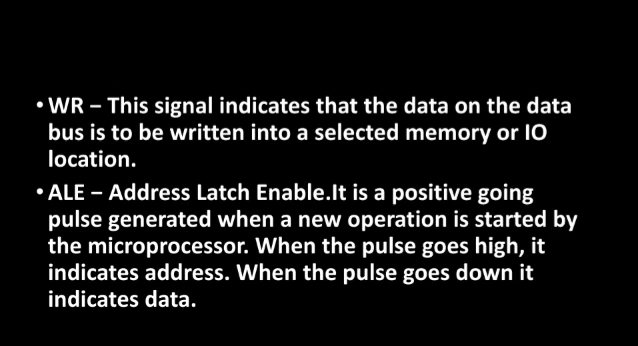 • WR – This signal indicates that the data on the data
bus is to be written into a selected memory or IO
location.
• ALE – Address Latch Enable.It is a positive going
pulse generated when a new operation is started by
the microprocessor. When the pulse goes high, it
indicates address. When the pulse goes down it
indicates data.